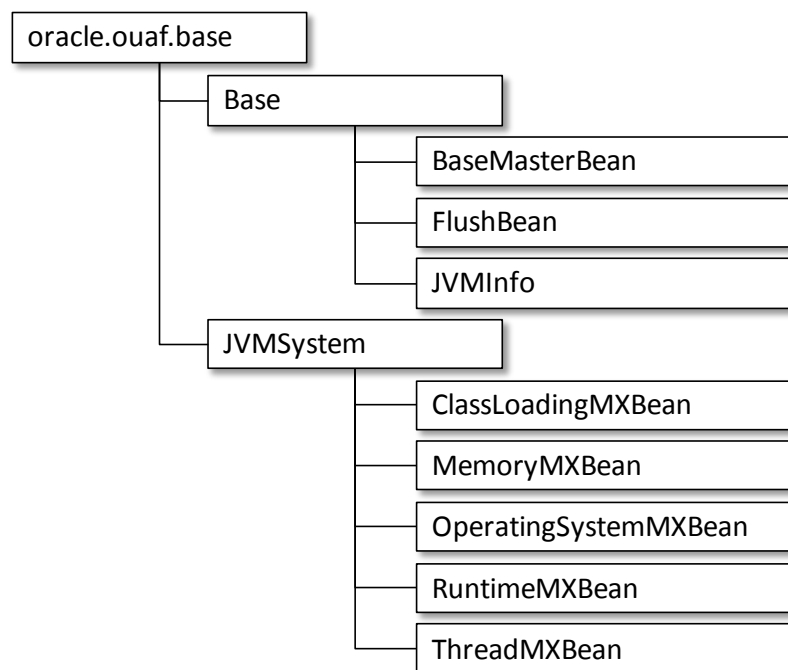 oracle.ouaf.base
Base
BaseMasterBean
FlushBean
JVMInfo
JVMSystem
ClassLoadingMXBean
MemoryMXBean
OperatingSystemMXBean
RuntimeMXBean
ThreadMXBean